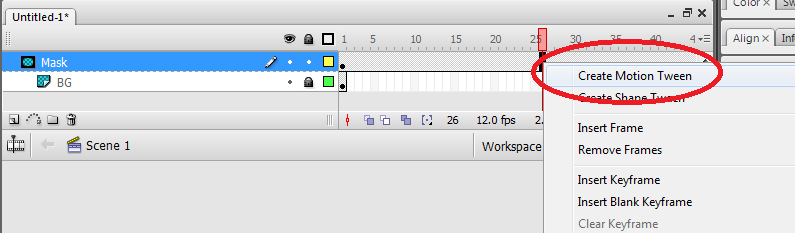 Untitled-1*
Color × Sw
1 5 10 15 20 25 30 35 40 4
Align × Inf
Mask
Create Motion Tween
BG
Create Shape Tween
26 12.0 fps 2.
Insert Frame
Scene 1
Workspace
Remove Frames
Insert Keyframe
Insert Blank Keyframe
Clear Keyframe